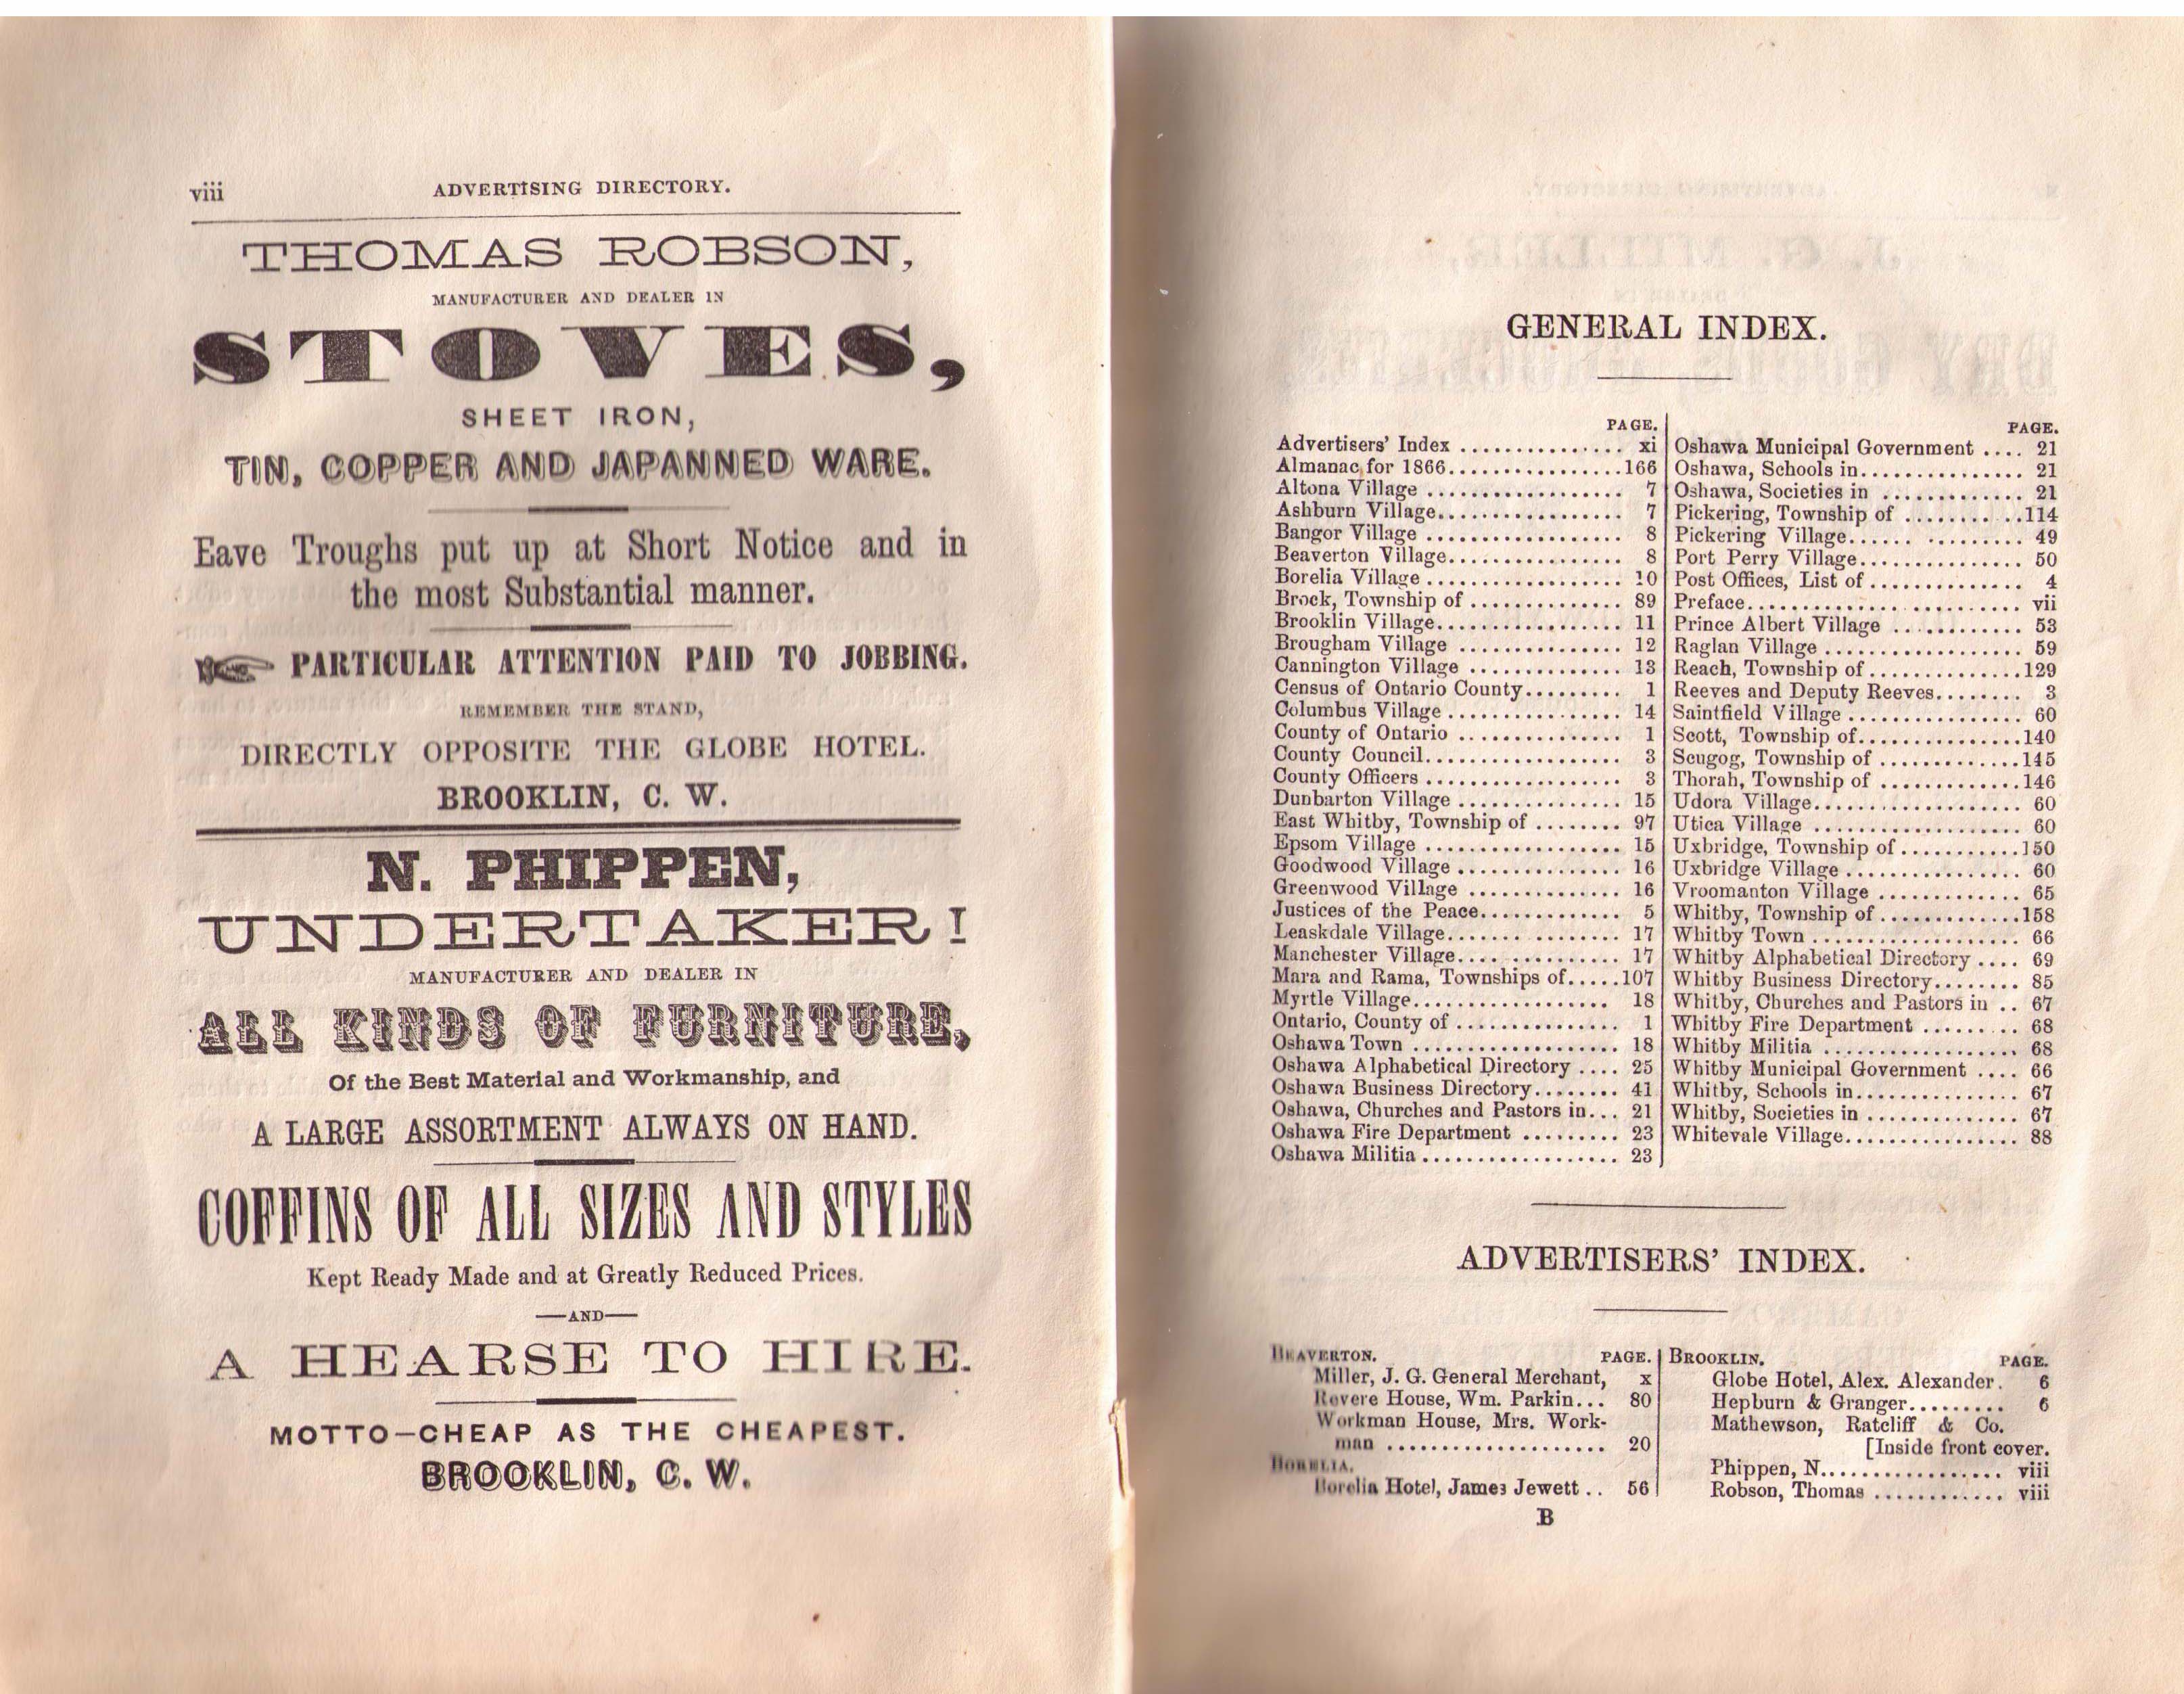 viii ADVERTISING DIRECTORY.
THOMAS ROBSON,
MANUFACTURER AND DEALER IN
STOVES,
SHEET IRON,
TIN, COPPER AND JAPANNED WARE.
Eave Troughs put up at Short Notice and in
the most Substantial manner.
PARTICULAR ATTENTION PAID TO JOBBING.
REMEMBER THE STAND,
DIRECTLY OPPOSITE THE GLOBE HOTEL.
BROOKLIN, C. W.
N. PHIPPEN,
UNDERTAKER!
MANUFACTURER AND DEALER IN
ALL KINDS OF FURNITURE,
Of the Best Material and Workmanship, and
A LARGE ASSORTMENT ALWAYS ON HAND.
COFFINS OF ALL SIZES AND STYLES
Kept Ready Made and at Greatly Reduced Prices.
—AND—
A HEARSE TO HIRE.
MOTTO—CHEAP AS THE CHEAPEST.
BROOKLIN, C. W.
GENERAL INDEX.
PAGE.
Advertisers' Index ............... xi
Almanac for 1866................166
Altona Village .................. 7
Ashburn Village................. 7
Bangor Village .................. 8
Beaverton Village................ 8
Borelia Village .................. 10
Brock, Township of .............. 89
Brooklin Village................. 11
Brougham Village ............... 12
Cannington Village .............. 13
Census of Ontario County......... 1
Columbus Village ................ 14
County of Ontario ............... 1
County Council.................. 3
County Officers .................. 3
Dunbarton Village ............... 15
East Whitby, Township of ........ 97
Epsom Village .................. 15
Goodwood Village ............... 16
Greenwood Village .............. 16
Justices of the Peace............. 5
Leaskdale Village................ 17
Manchester Village............... 17
Mara and Rama, Townships of.....107
Myrtle Village.................. 18
Ontario, County of ............... 1
Oshawa Town ................... 18
Oshawa Alphabetical Directory .... 25
Oshawa Business Directory........ 41
Oshawa, Churches and Pastors in... 21
Oshawa Fire Department ......... 23
Oshawa Militia .................. 23
PAGE.
Oshawa Municipal Government .... 21
Oshawa, Schools in............... 21
Oshawa, Societies in ............. 21
Pickering, Township of ...........114
Pickering Village................ 49
Port Perry Village................ 50
Post Offices, List of .............. 4
Preface......................... vii
Prince Albert Village ............ 53
Raglan Village ................... 59
Reach, Township of ..............129
Reeves and Deputy Reeves........ 3
Saintfield Village ................ 60
Scott, Township of................140
Scugog, Township of .............145
Thorah, Township of .............146
Udora Village.................... 60
Utica Village .................... 60
Uxbridge, Township of...........150
Uxbridge Village ................ 60
Vroomanton Village ............. 65
Whitby, Township of .............158
Whitby Town ................... 66
Whitby Alphabetical Directory .... 69
Whitby Business Directory........ 85
Whitby, Churches and Pastors in .. 67
Whitby Fire Department ......... 68
Whitby Militia .................. 68
Whitby Municipal Government .... 66
Whitby, Schools in............... 67
Whitby, Societies in .............. 67
Whitevale Village................ 88
ADVERTISERS' INDEX.
BEAVERTON. PAGE.
Miller, J. G. General Merchant, x
Revere House, Wm. Parkin... 80
Workman House, Mrs. Work-
man ..................... 20
BORELIA.
Borelia Hotel, James Jewett .. 56
BROOKLIN. PAGE.
Globe Hotel, Alex. Alexander. 6
Hepburn & Granger......... 6
Mathewson, Ratcliff & Co.
[Inside front cover.
Phippen, N................. viii
Robson, Thomas ............ viii
B